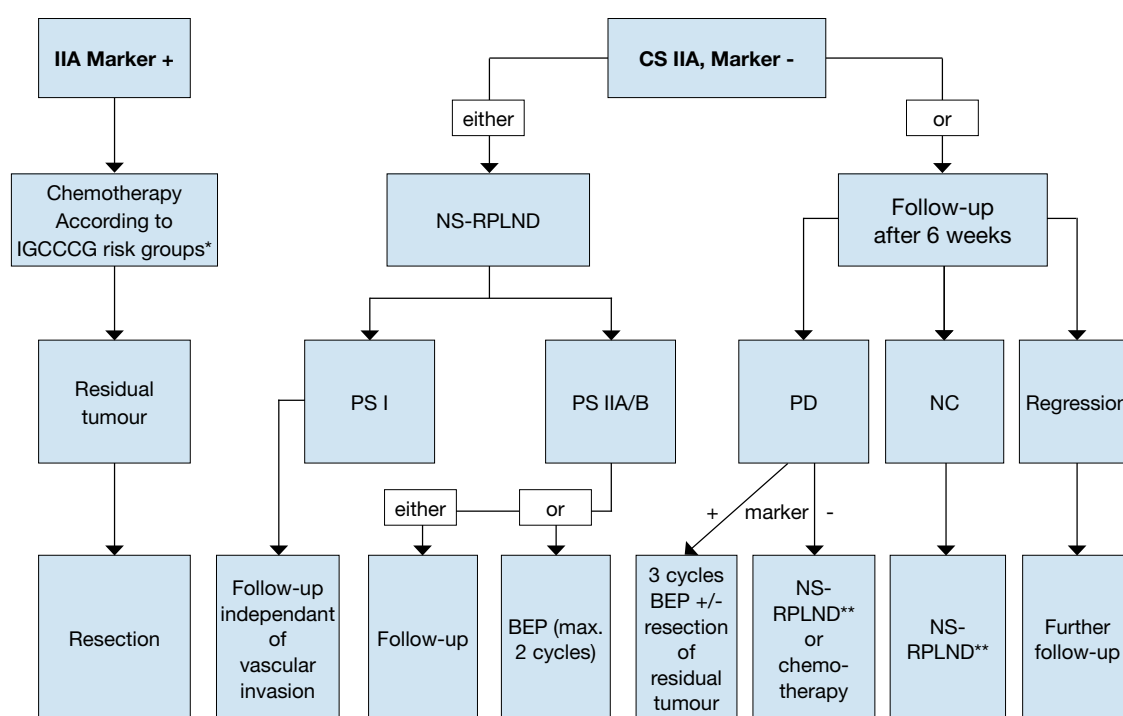 IIA Marker +
CS IIA, Marker -
either
or
Chemotherapy
According to
IGCCCG risk groups*
NS-RPLND
Follow-up
after 6 weeks
Residual
tumour
PS I
PS IIA/B
PD
NC
Regression
either
or
+ marker -
Resection
Follow-up
independant
of
vascular
invasion
Follow-up
BEP (max.
2 cycles)
3 cycles
BEP +/-
resection
of
residual
tumour
NS-
RPLND**
or
chemo-
therapy
NS-
RPLND**
Further
follow-up